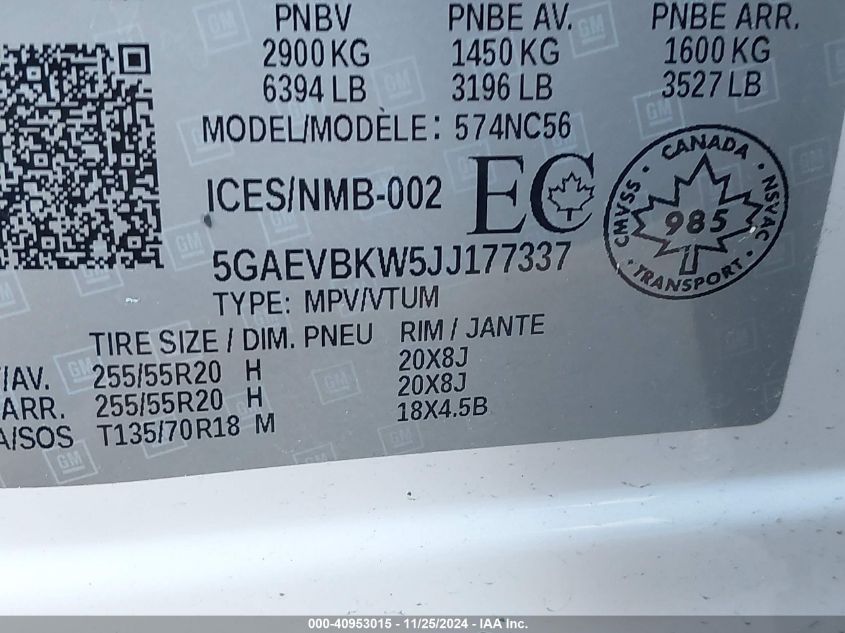 PNBV PNBE AV. PNBE ARR.
2900 KG 1450 KG 1600 KG
6394 LB 3196 LB 3527 LB
MODEL/MODÈLE: 574NC56
ICES/NMB-002 EC
CANADA
CMVSS 985 NSVAC
TRANSPORT
5GAEVBKW5JJ177337
TYPE: MPV/VTUM
TIRE SIZE / DIM. PNEU RIM / JANTE
/AV. 255/55R20 H 20X8J
ARR. 255/55R20 H 20X8J
A/SOS T135/70R18 M 18X4.5B
GM
000-40953015 - 11/25/2024 - IAA Inc.